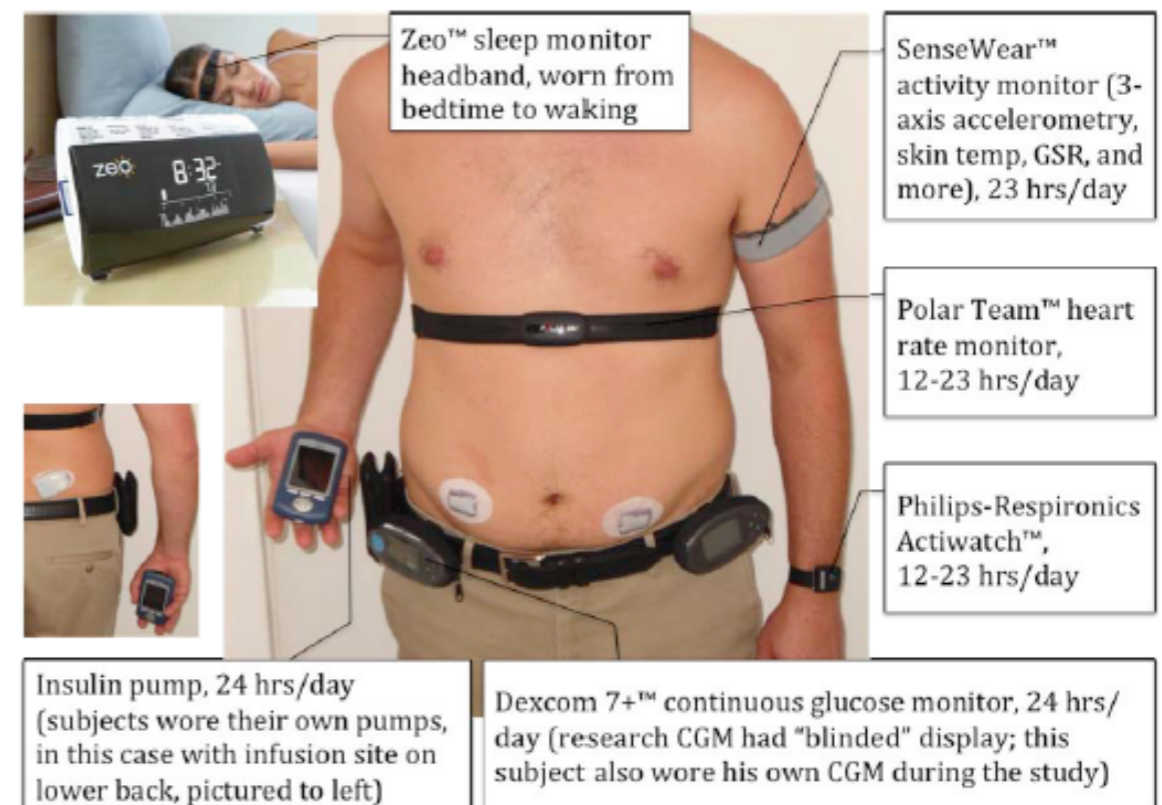 Zeo™ sleep monitor
headband, worn from
bedtime to waking
SenseWear™
activity monitor (3-
axis accelerometry,
skin temp, GSR, and
more), 23 hrs/day
zeo
8:32
Polar Team™ heart
rate monitor,
12-23 hrs/day
Philips-Respironics
Actiwatch™,
12-23 hrs/day
Insulin pump, 24 hrs/day
(subjects wore their own pumps,
in this case with infusion site on
lower back, pictured to left)
Dexcom 7+™ continuous glucose monitor, 24 hrs/
day (research CGM had "blinded" display; this
subject also wore his own CGM during the study)